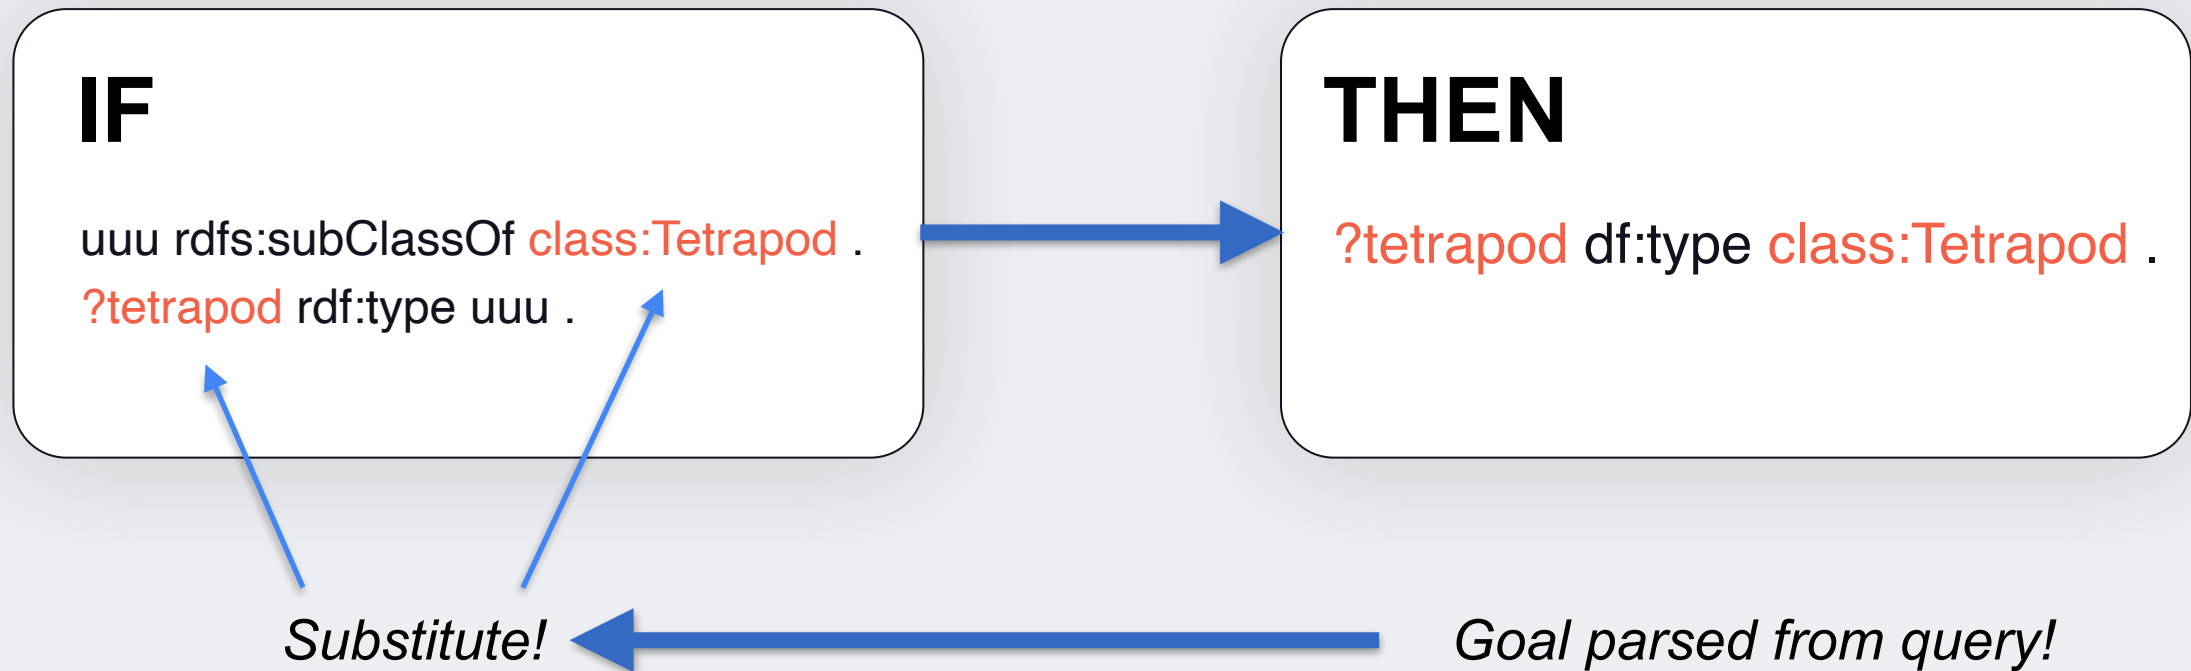 IF
uuu rdfs:subClassOf class:Tetrapod .
?tetrapod rdf:type uuu .
THEN
?tetrapod df:type class:Tetrapod .
Substitute!
Goal parsed from query!